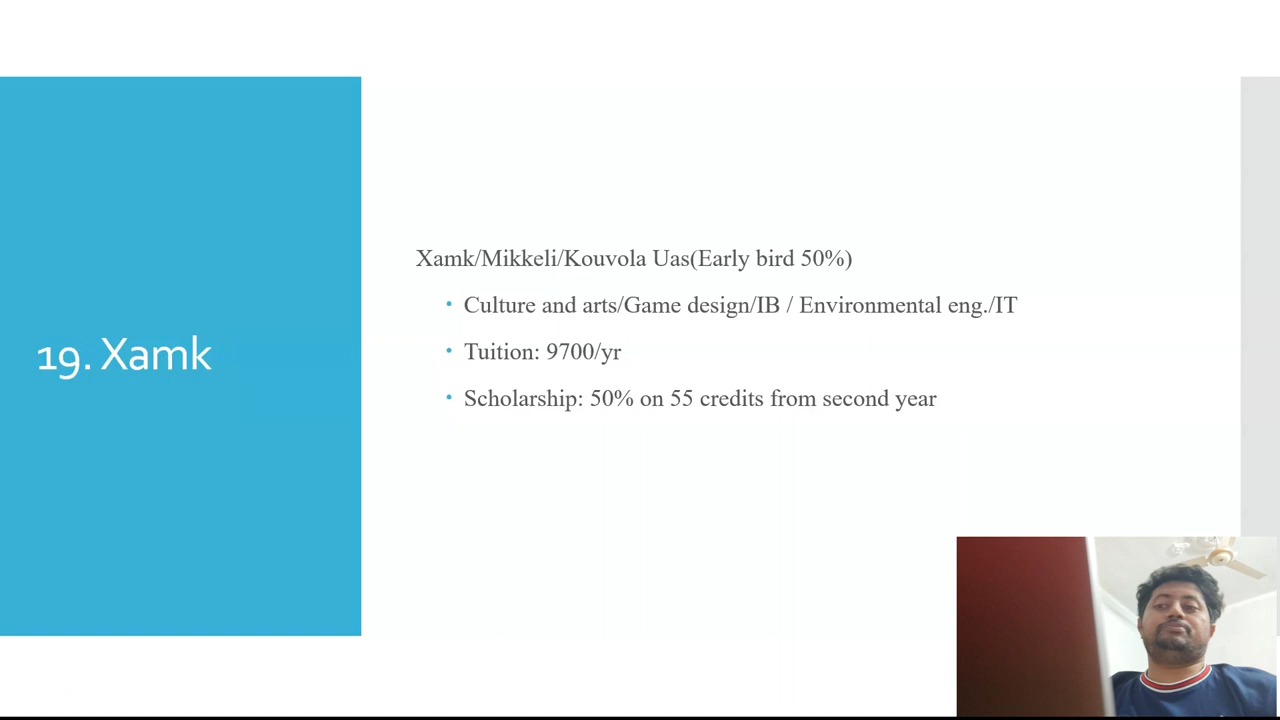 19. Xamk
Xamk/Mikkeli/Kouvola Uas(Early bird 50%)
• Culture and arts/Game design/IB / Environmental eng./IT
• Tuition: 9700/yr
• Scholarship: 50% on 55 credits from second year